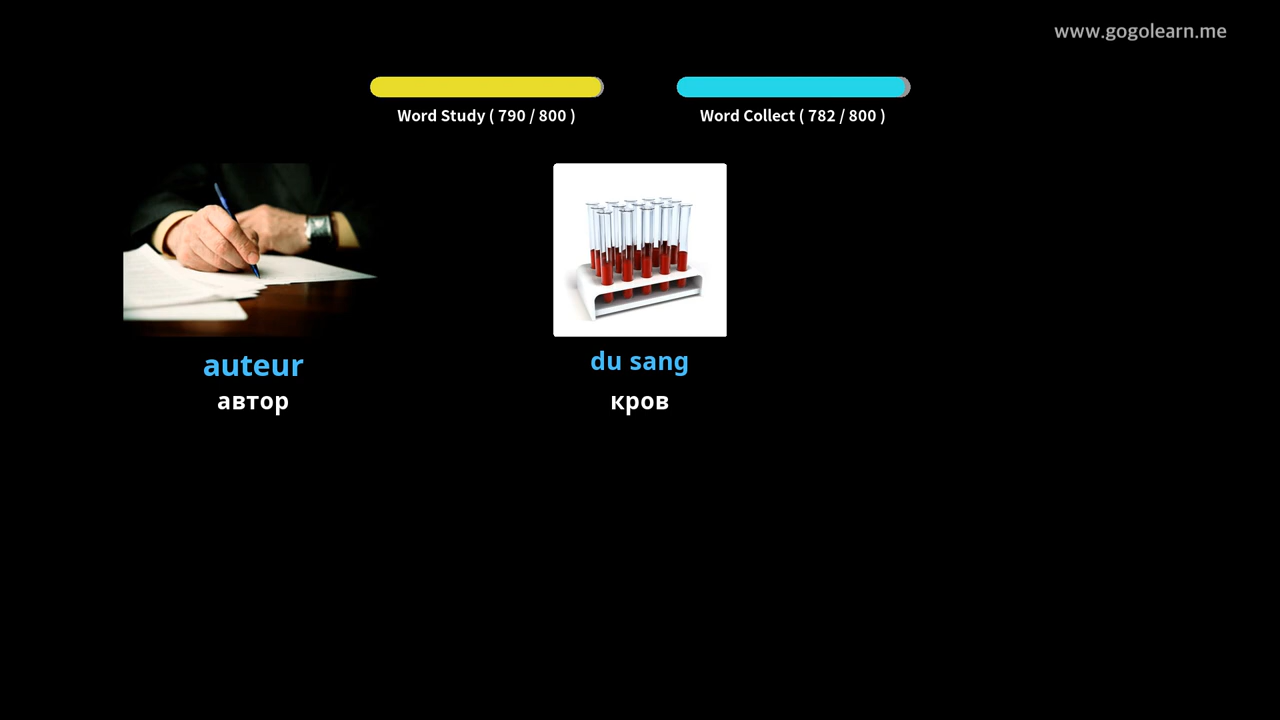 www.gogolearn.me
Word Study ( 790 / 800 )
Word Collect ( 782 / 800 )
auteur
автор
du sang
кров